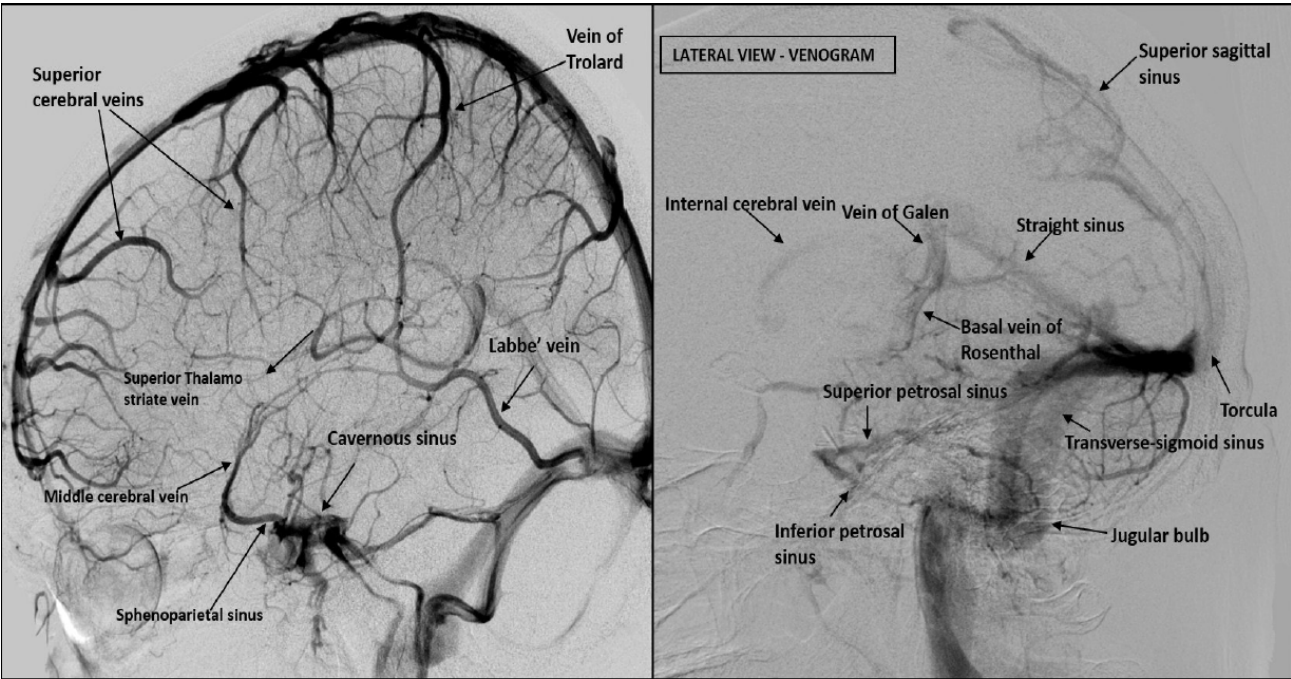 Vein of
Trolard
Superior
cerebral veins
Labbe’ vein
Superior Thalamo
striate vein
Cavernous sinus
Middle cerebral vein
Sphenoparietal sinus
LATERAL VIEW - VENOGRAM
Superior sagittal
sinus
Internal cerebral vein
Vein of Galen
Straight sinus
Basal vein of
Rosenthal
Superior petrosal sinus
Torcula
Transverse-sigmoid sinus
Inferior petrosal
sinus
Jugular bulb